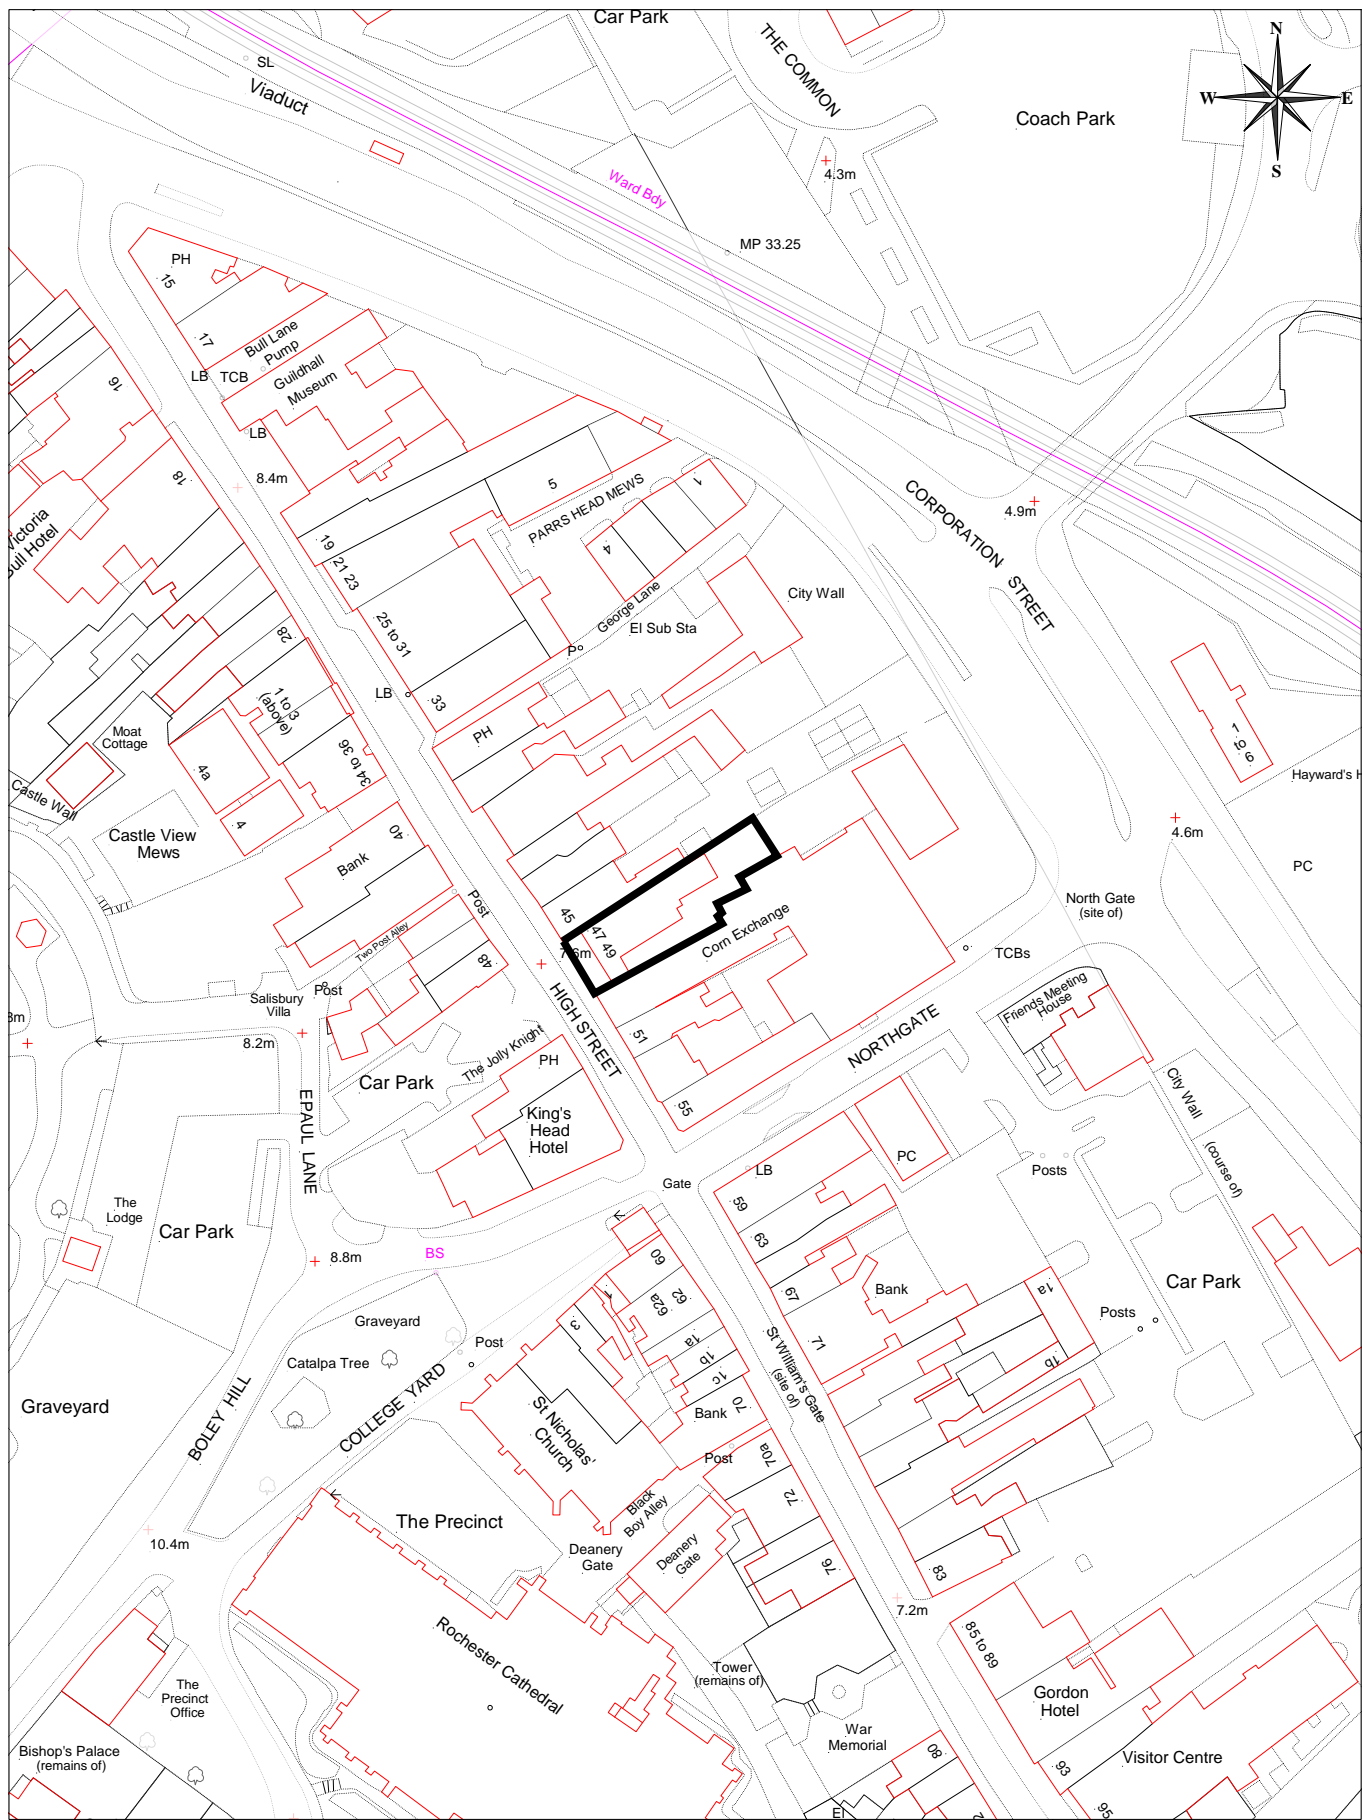 Car Park
THE COMMON
N
W
E
S
SL
Viaduct
Coach Park
4.3m
Ward Bdy
MP 33.25
PH
15
17
Bull Lane
Pump
LB
TCB
Guildhall
Museum
16
LB
18
8.4m
5
PARRS HEAD MEWS
1
4
CORPORATION STREET
4.9m
Bull Hotel
19
21
23
City Wall
George Lane
El Sub Sta
25 to 31
28
LB
33
1 to 3
(above)
PH
Moat
Cottage
34 to 36
4a
1
to
6
Hayward's H
Castle Wall
Castle View
Mews
4
40
Bank
4.6m
PC
Post
45
47
49
Two Post Alley
48
Corn Exchange
North Gate
(site of)
TCBs
Salisbury
Villa
Post
HIGH STREET
Friends Meeting
House
8.2m
51
NORTHGATE
The Jolly Knight
PH
Car Park
City Wall
(course of)
EPAUL LANE
King's
Head
Hotel
55
LB
PC
Posts
Gate
The
Lodge
Car Park
59
8.8m
BS
60
63
Car Park
62
62a
67
Bank
1a
Posts
Graveyard
1
3
Post
1a
1b
1c
71
1b
Catalpa Tree
St William's Gate
(site of)
Graveyard
BOLEY HILL
COLLEGE YARD
St Nicholas'
Church
Bank
70
Post
70a
The Precinct
Black
Boy Alley
72
10.4m
Deanery
Gate
Deanery
Gate
76
83
7.2m
Rochester Cathedral
85 to 89
Tower
(remains of)
The
Precinct
Office
Gordon
Hotel
War
Memorial
Bishop's Palace
(remains of)
80
93
Visitor Centre
95
El